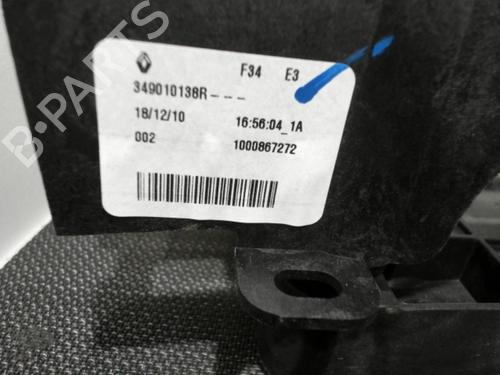 F34 E3
349010138R---
18/12/10 16:56:04_1A
002 1000867272
B-PARTS